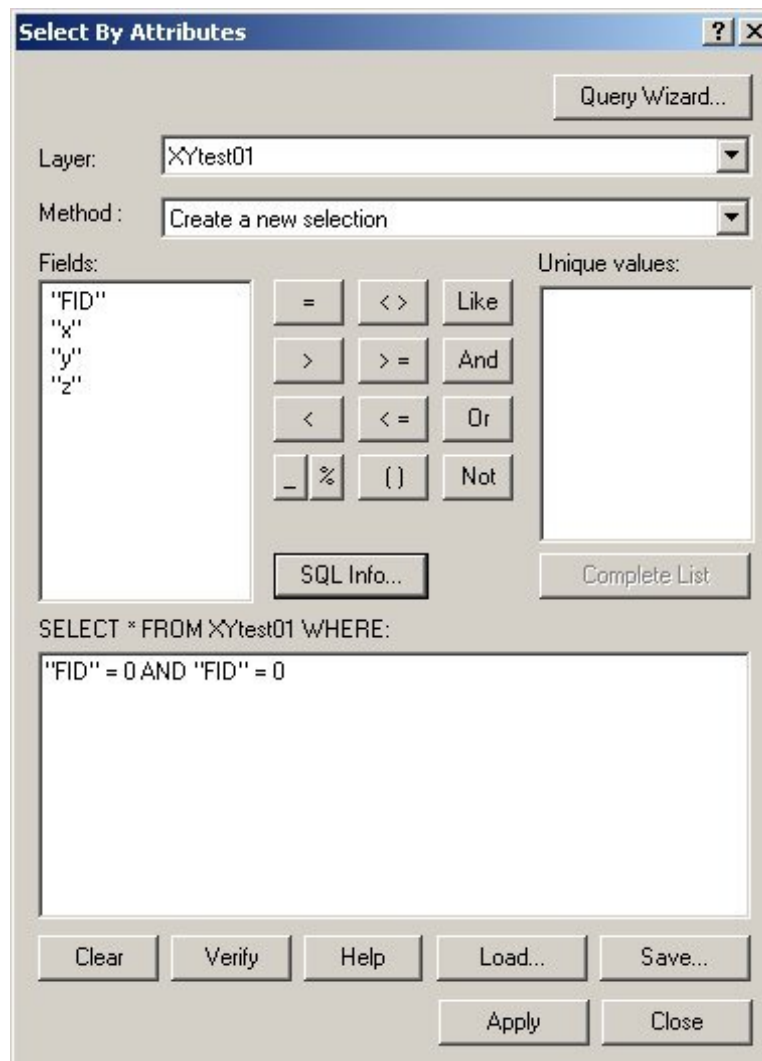 Select By Attributes
?
X
Query Wizard...
Layer: XYtest01
Method : Create a new selection
Fields:
Unique values:
"FID"
"x"
"y"
"z"
= < > Like
> > = And
< < = Or
_ % ( ) Not
SQL Info...
Complete List
SELECT * FROM XYtest01 WHERE:
"FID" = 0 AND "FID" = 0
Clear Verify Help Load... Save...
Apply Close